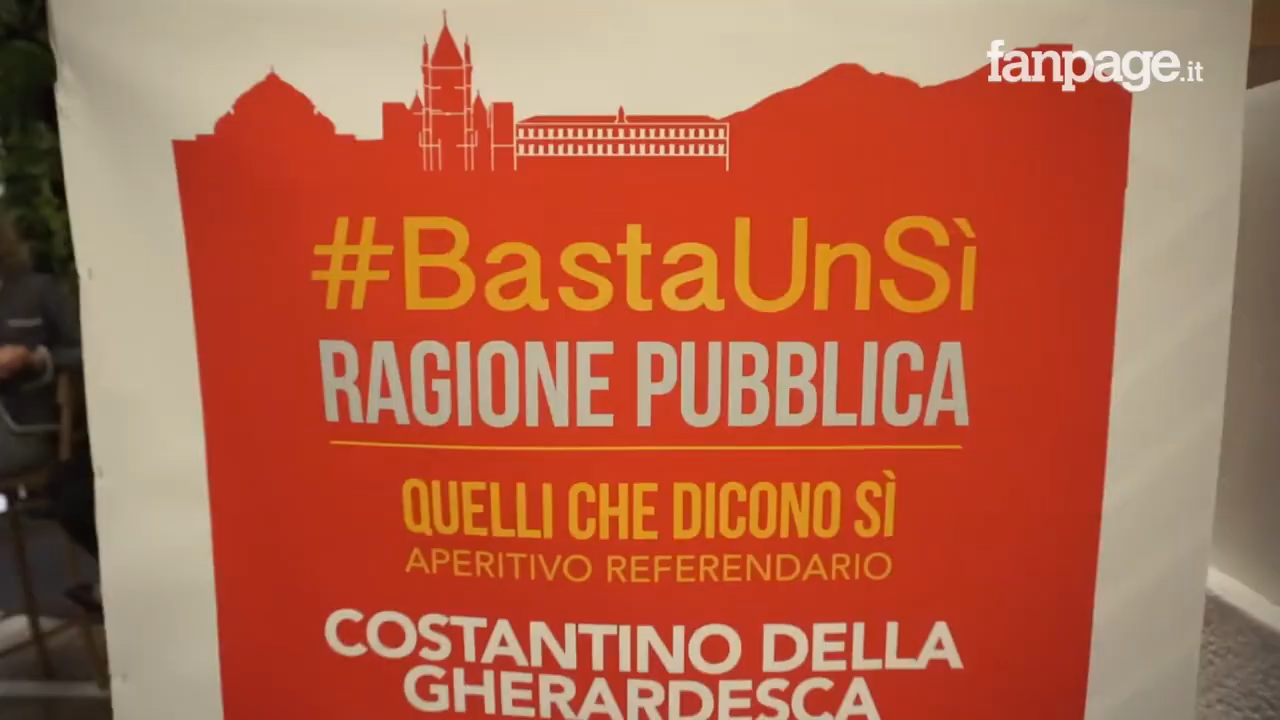 fanpage.it
#BastaUnSì
RAGIONE PUBBLICA
QUELLI CHE DICONO SÌ
APERITIVO REFERENDARIO
COSTANTINO DELLA
GHERARDESCA